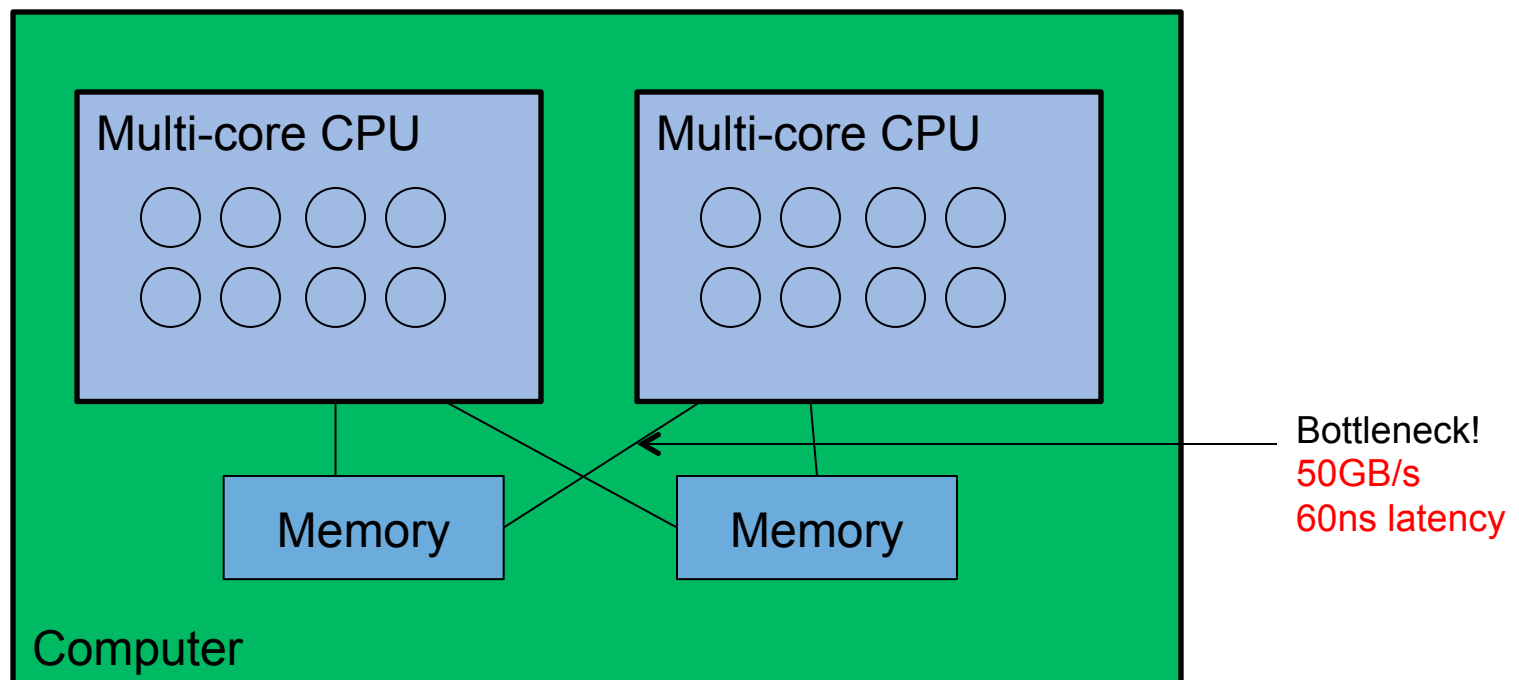 Multi-core CPU
Multi-core CPU
Bottleneck!
50GB/s
60ns latency
Memory
Memory
Computer